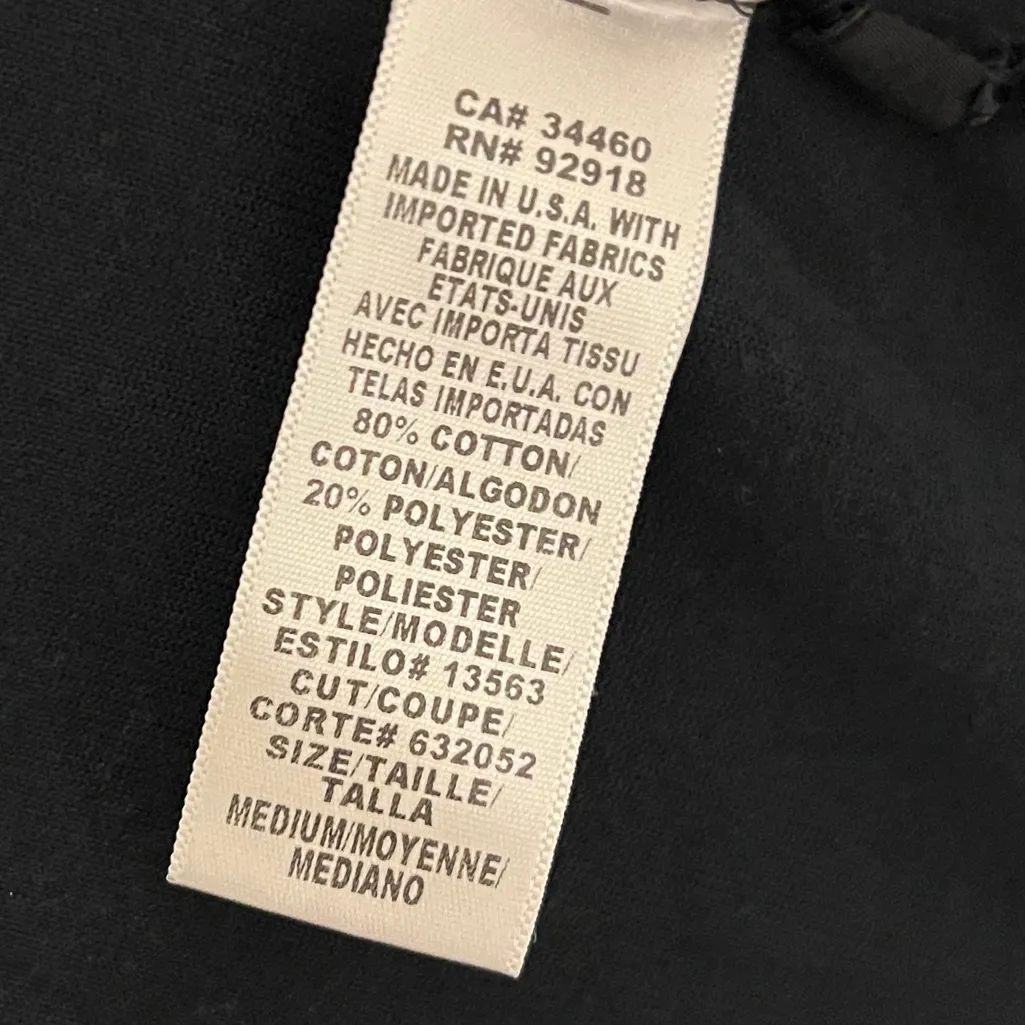 CA# 34460
RN# 92918
MADE IN U.S.A. WITH
IMPORTED FABRICS
FABRIQUE AUX
ETATS-UNIS
AVEC IMPORTA TISSU
HECHO EN E.U.A. CON
TELAS IMPORTADAS
80% COTTON/
COTON/ALGODON
20% POLYESTER/
POLYESTER/
POLIESTER
STYLE/MODELLE/
ESTILO# 13563
CUT/COUPE/
CORTE# 632052
SIZE/TAILLE/
TALLA
MEDIUM/MOYENNE/
MEDIANO